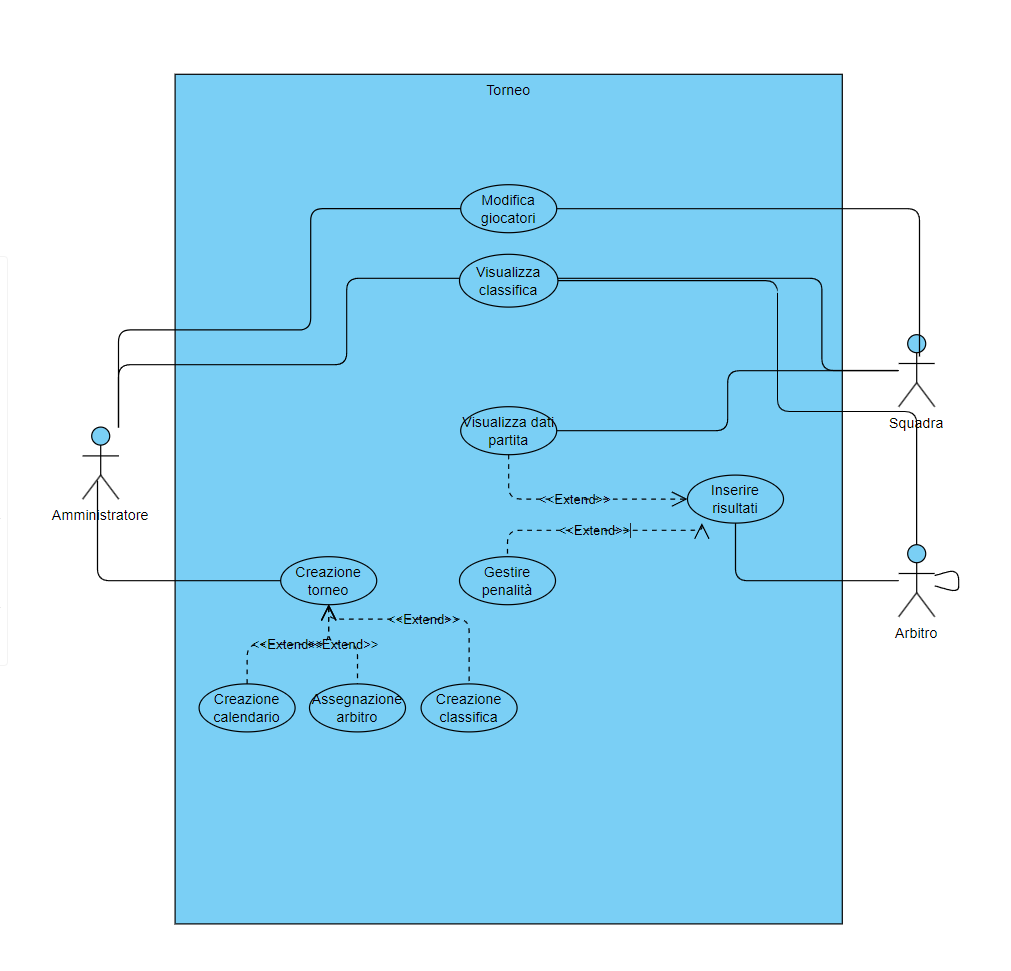 Torneo
Modifica
giocatori
Visualizza
classifica
Visualizza dati
partita
Squadra
Inserire
risultati
<<Extend>>
<<Extend>>
Amministratore
Creazione
torneo
Gestire
penalità
Arbitro
<<Extend>>
<<Extend>>
<<Extend>>
Creazione
calendario
Assegnazione
arbitro
Creazione
classifica